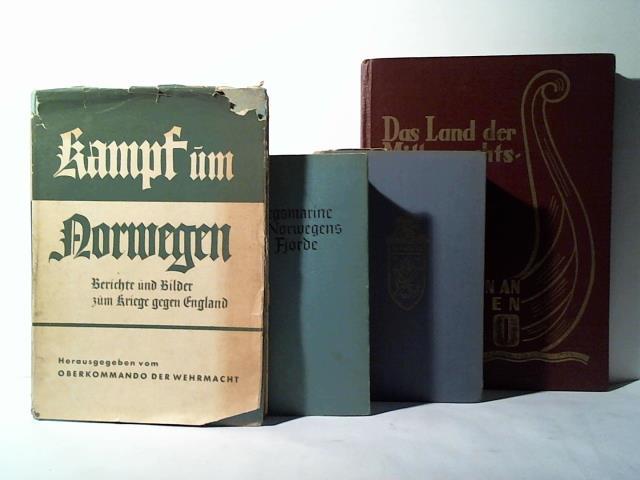 Kampf um
Norwegen
Berichte und Bilder
zum Kriege gegen England
Herausgegeben vom
OBERKOMMANDO DER WEHRMACHT
Norwegens
Fjorde
Das Land der